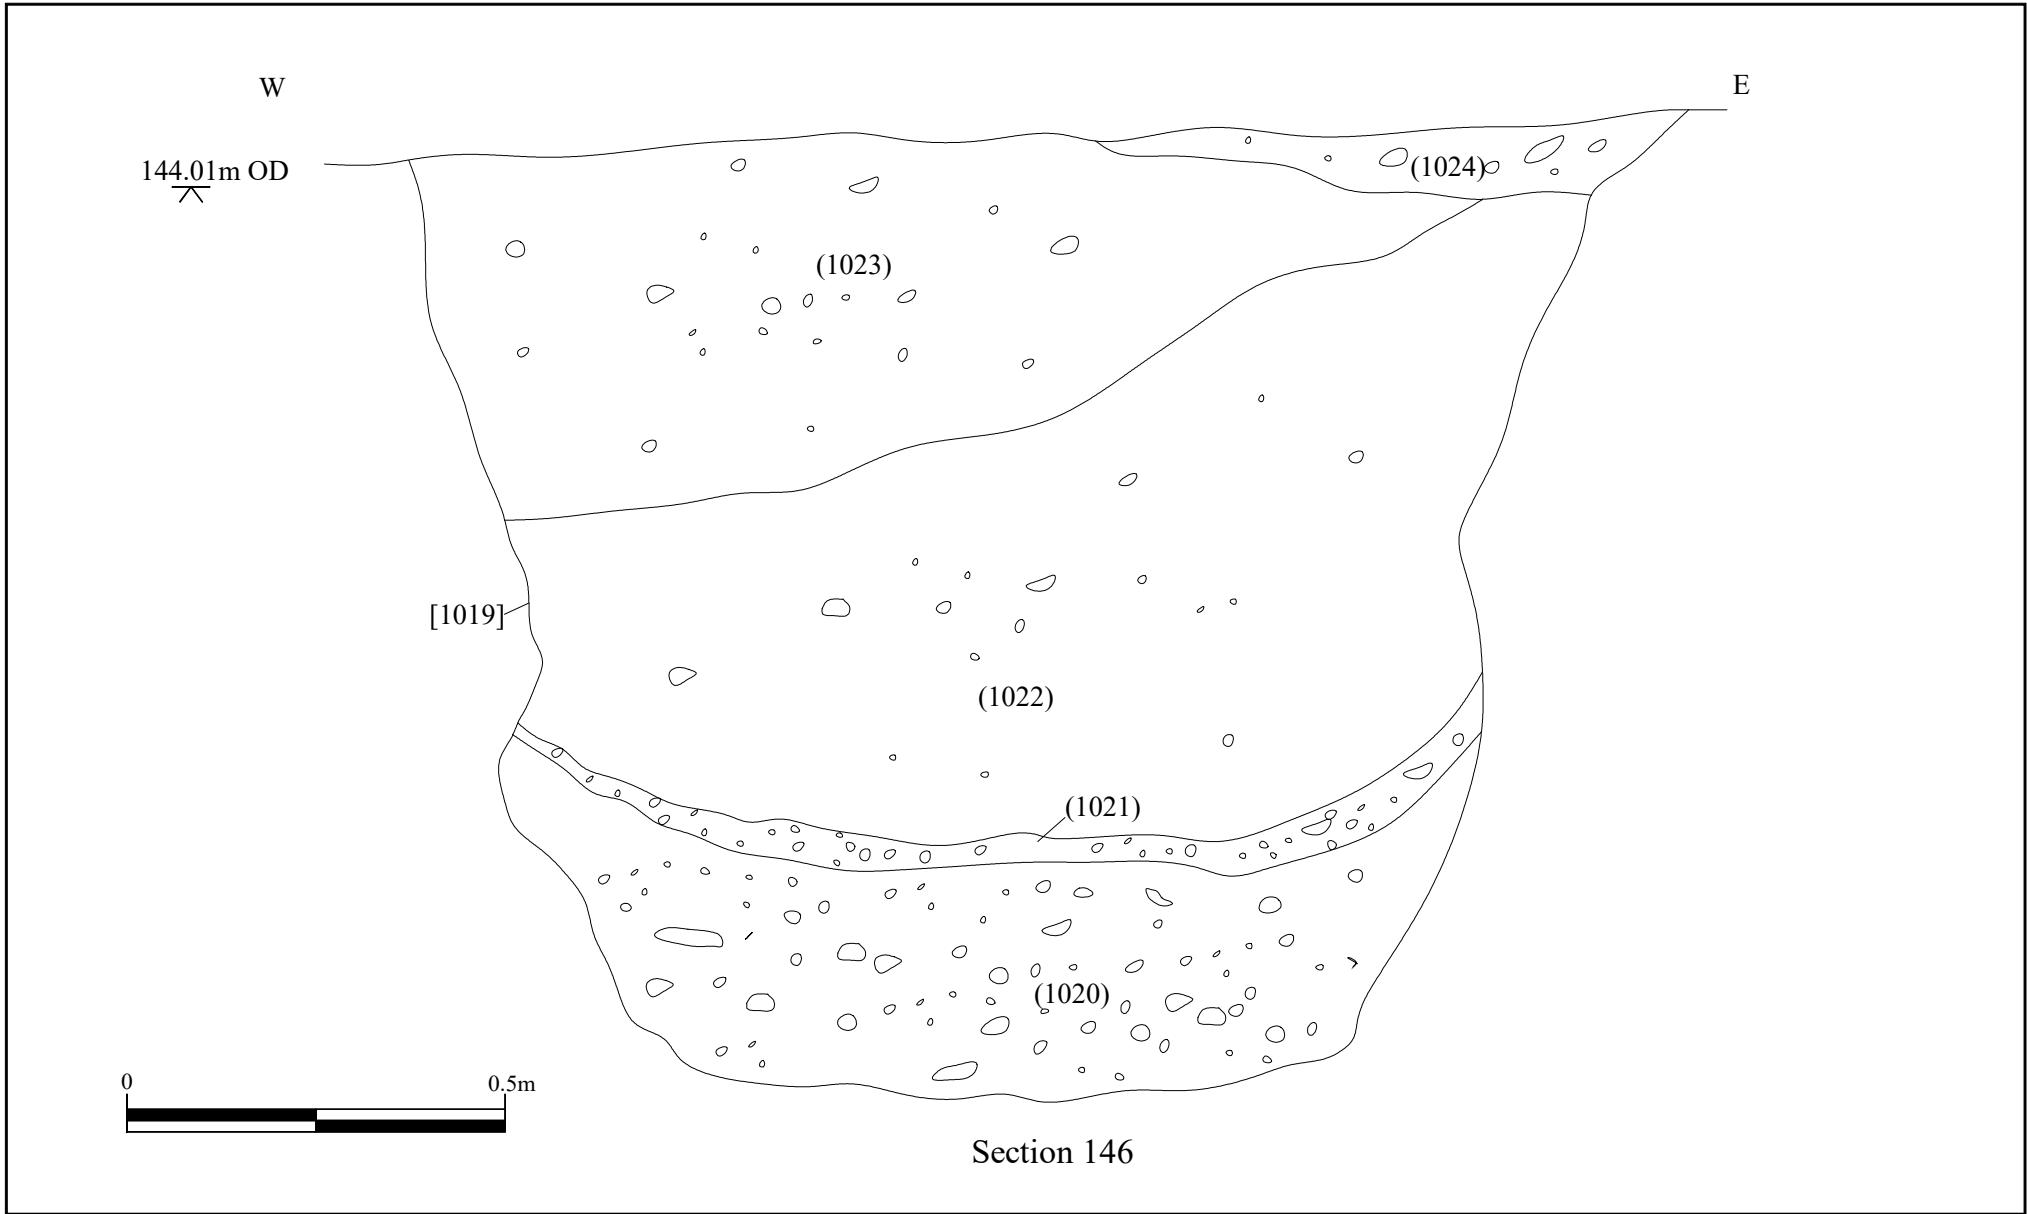 W
E
144.01m OD
(1024)
(1023)
[1019]
(1022)
(1021)
(1020)
0
0.5m
Section 146